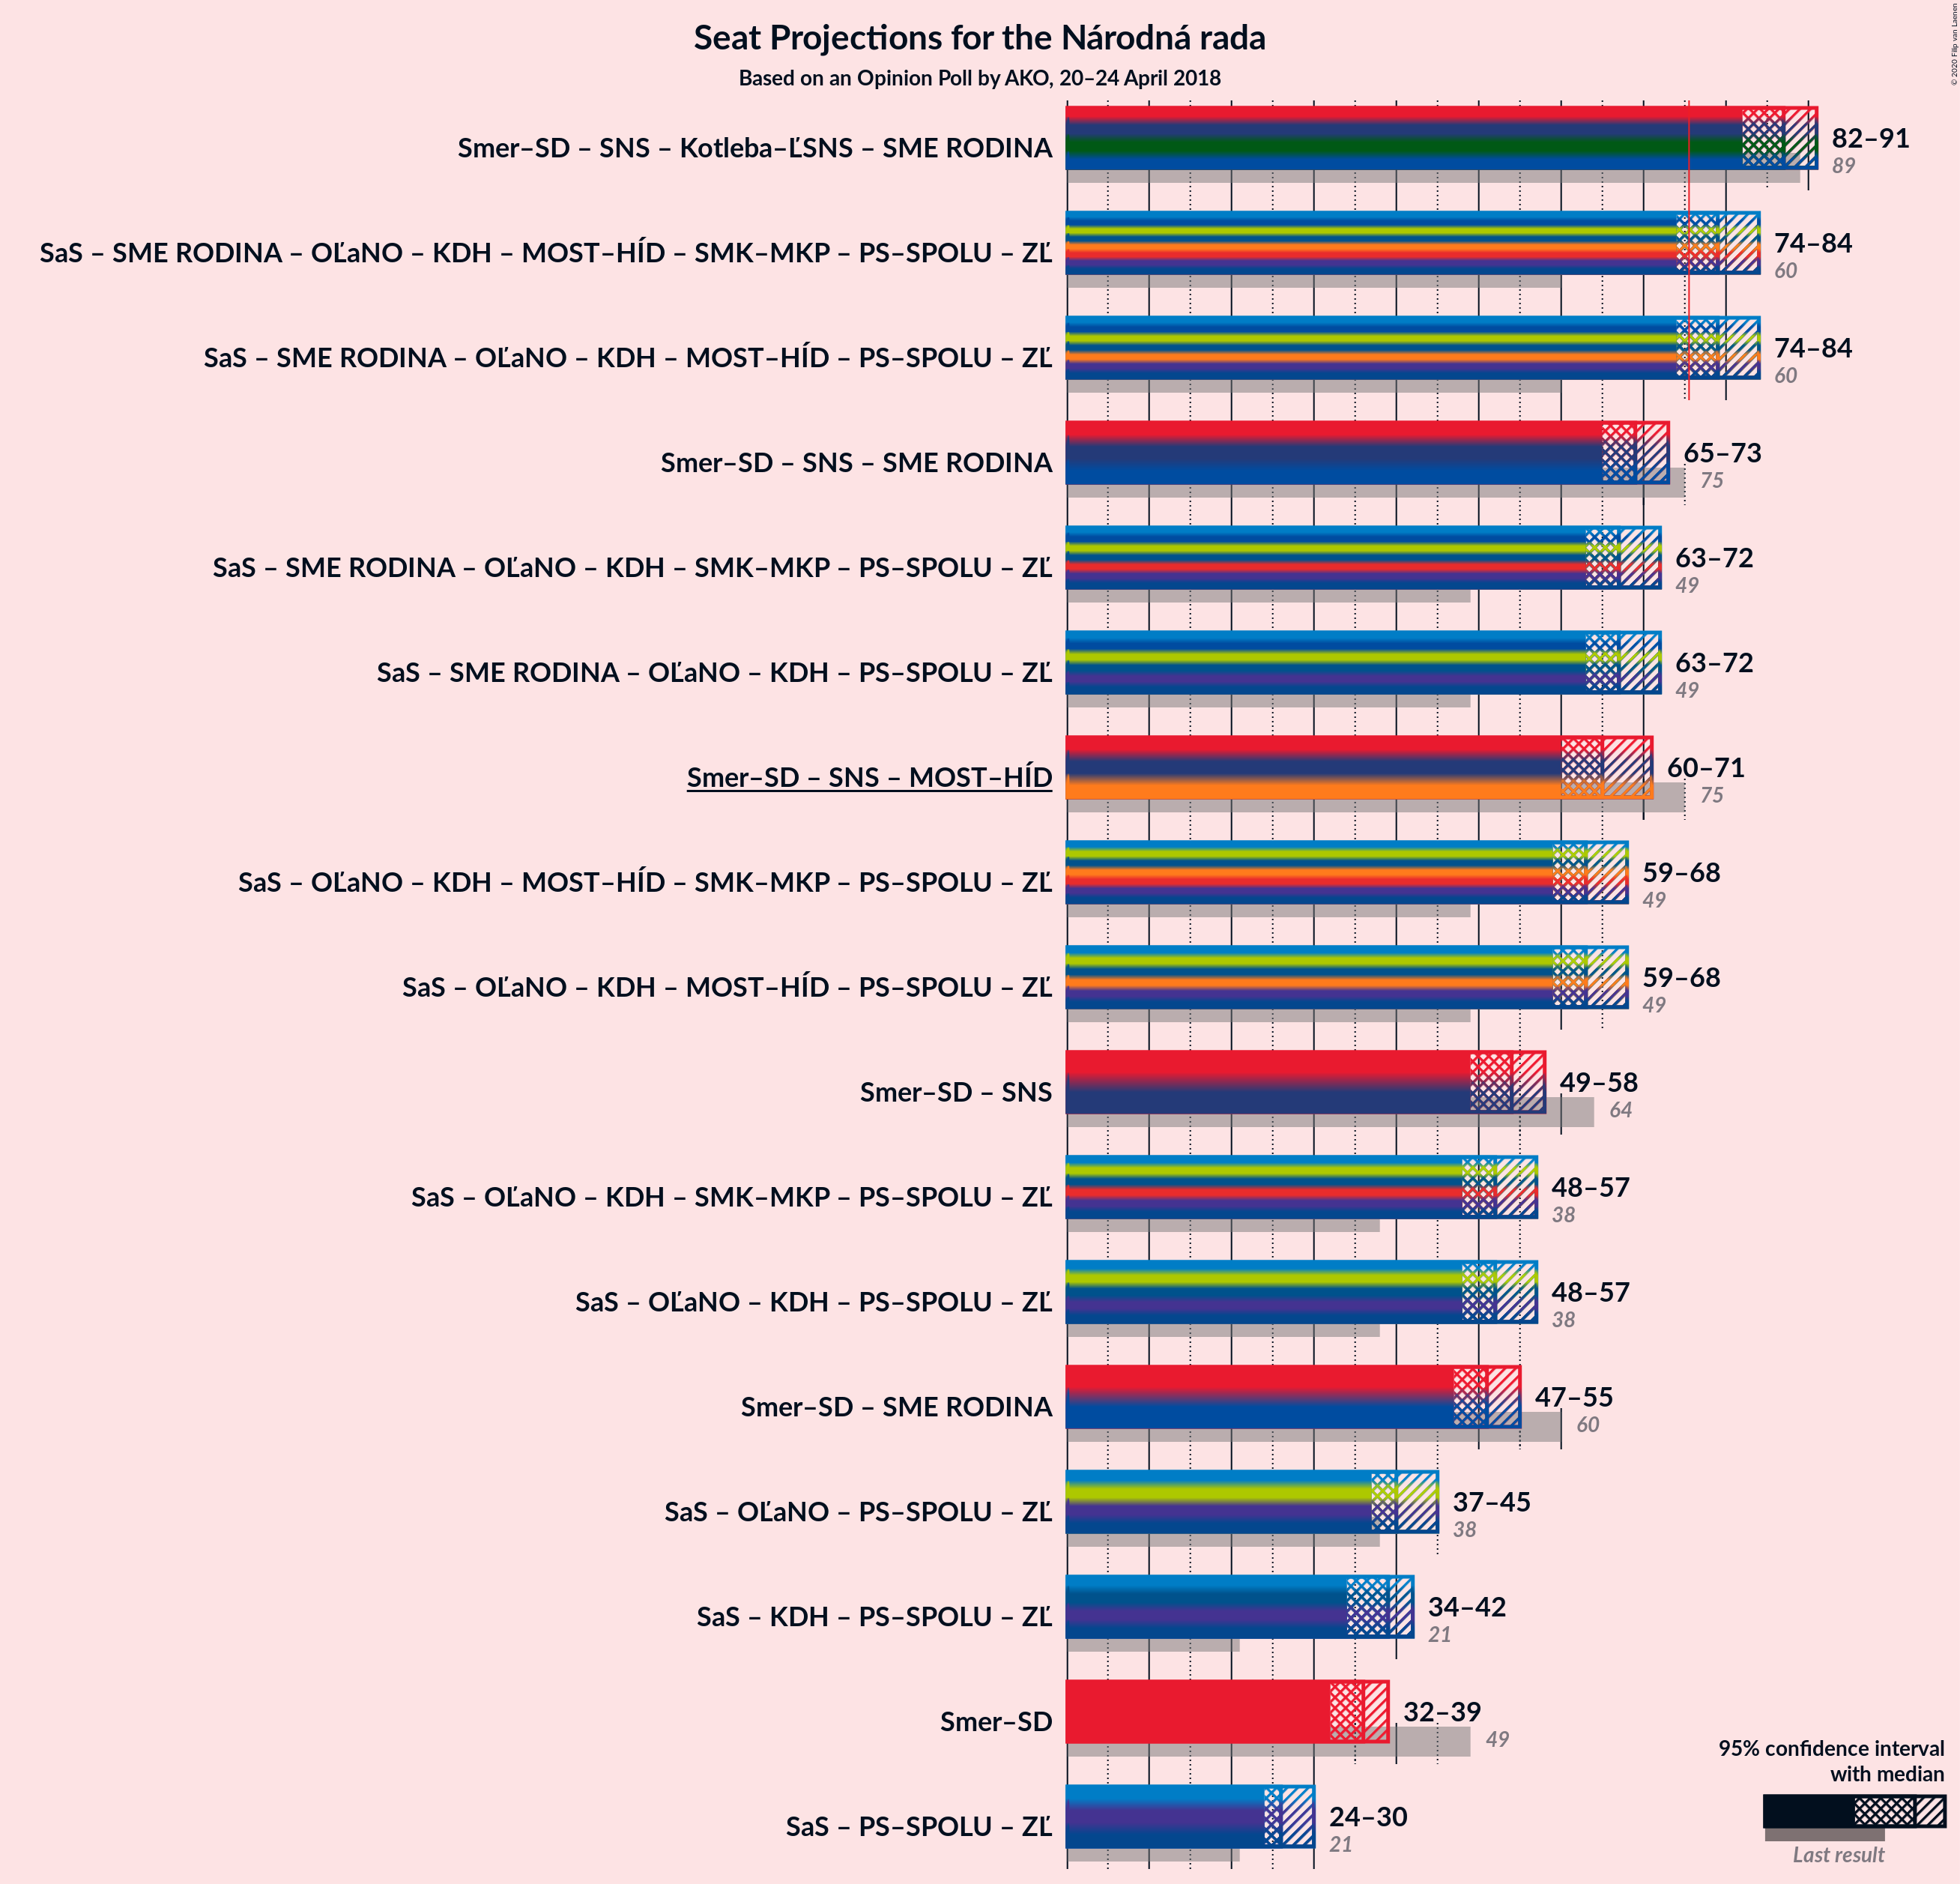 Seat Projections for the Národná rada
Based on an Opinion Poll by AKO, 20–24 April 2018
© 2020 Filip van Laenen
Smer–SD – SNS – Kotleba–ĽSNS – SME RODINA
82–91
89
SaS – SME RODINA – OĽaNO – KDH – MOST–HÍD – SMK–MKP – PS–SPOLU – ZĽ
74–84
60
SaS – SME RODINA – OĽaNO – KDH – MOST–HÍD – PS–SPOLU – ZĽ
74–84
60
Smer–SD – SNS – SME RODINA
65–73
75
SaS – SME RODINA – OĽaNO – KDH – SMK–MKP – PS–SPOLU – ZĽ
63–72
49
SaS – SME RODINA – OĽaNO – KDH – PS–SPOLU – ZĽ
63–72
49
Smer–SD – SNS – MOST–HÍD
60–71
75
SaS – OĽaNO – KDH – MOST–HÍD – SMK–MKP – PS–SPOLU – ZĽ
59–68
49
SaS – OĽaNO – KDH – MOST–HÍD – PS–SPOLU – ZĽ
59–68
49
Smer–SD – SNS
49–58
64
SaS – OĽaNO – KDH – SMK–MKP – PS–SPOLU – ZĽ
48–57
38
SaS – OĽaNO – KDH – PS–SPOLU – ZĽ
48–57
38
Smer–SD – SME RODINA
47–55
60
SaS – OĽaNO – PS–SPOLU – ZĽ
37–45
38
SaS – KDH – PS–SPOLU – ZĽ
34–42
21
Smer–SD
32–39
49
SaS – PS–SPOLU – ZĽ
24–30
21
95% confidence interval
with median
Last result